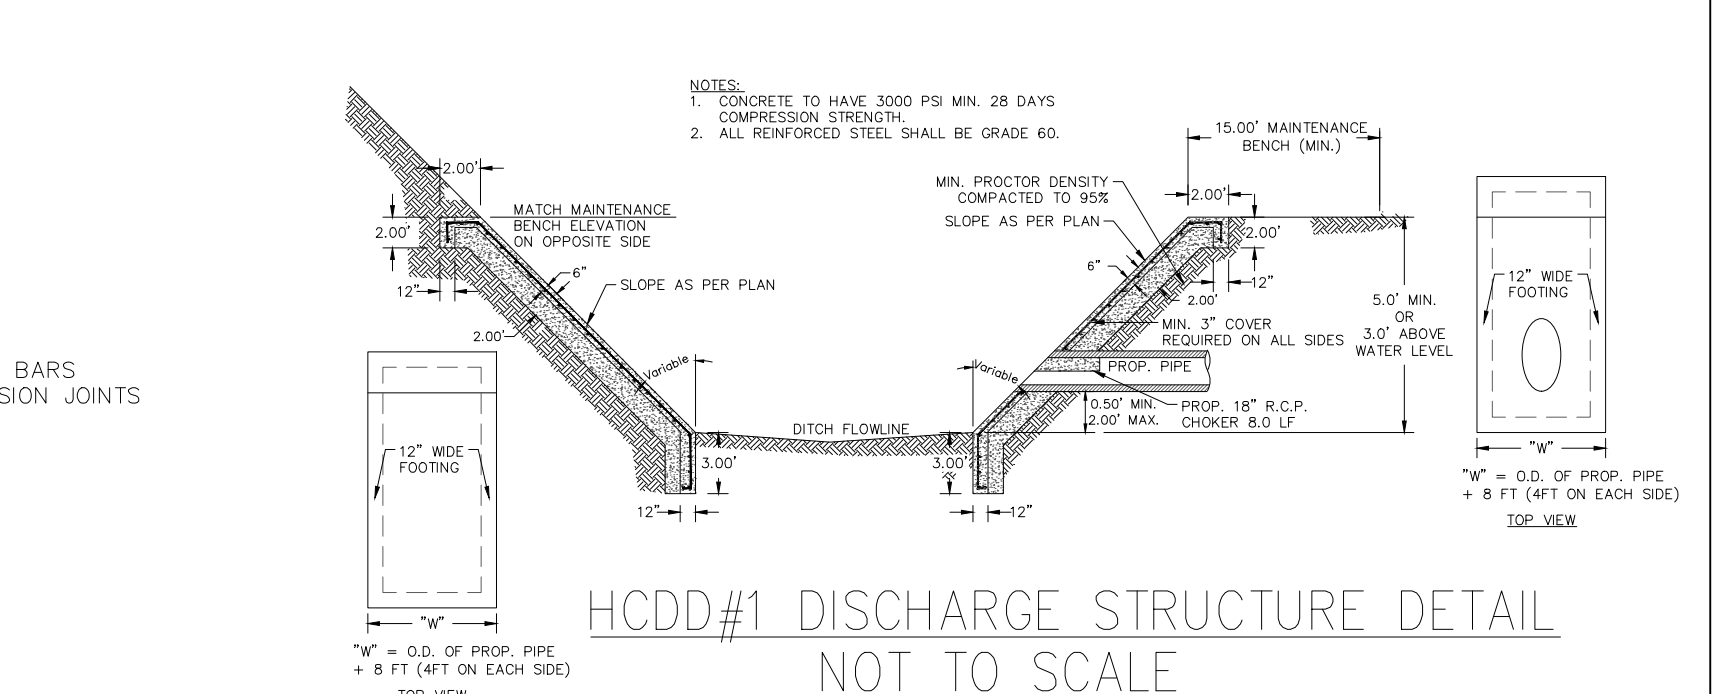 NOTES:
1. CONCRETE TO HAVE 3000 PSI MIN. 28 DAYS
COMPRESSION STRENGTH.
2. ALL REINFORCED STEEL SHALL BE GRADE 60.
2.00'
MATCH MAINTENANCE
BENCH ELEVATION
ON OPPOSITE SIDE
2.00'
12"
6"
SLOPE AS PER PLAN
2.00'
Variable
3.00'
12"
DITCH FLOWLINE
15.00' MAINTENANCE
BENCH (MIN.)
MIN. PROCTOR DENSITY
COMPACTED TO 95%
SLOPE AS PER PLAN
2.00'
2.00'
6"
12"
2.00'
MIN. 3" COVER
REQUIRED ON ALL SIDES
5.0' MIN.
OR
3.0' ABOVE
WATER LEVEL
Variable
PROP. PIPE
0.50' MIN.
2.00' MAX.
PROP. 18" R.C.P.
CHOKER 8.0 LF
3.00'
12"
12" WIDE
FOOTING
"W"
"W" = O.D. OF PROP. PIPE
+ 8 FT (4FT ON EACH SIDE)
TOP VIEW
BARS
SION JOINTS
12" WIDE
FOOTING
"W"
"W" = O.D. OF PROP. PIPE
+ 8 FT (4FT ON EACH SIDE)
TOP VIEW
HCDD#1 DISCHARGE STRUCTURE DETAIL
NOT TO SCALE